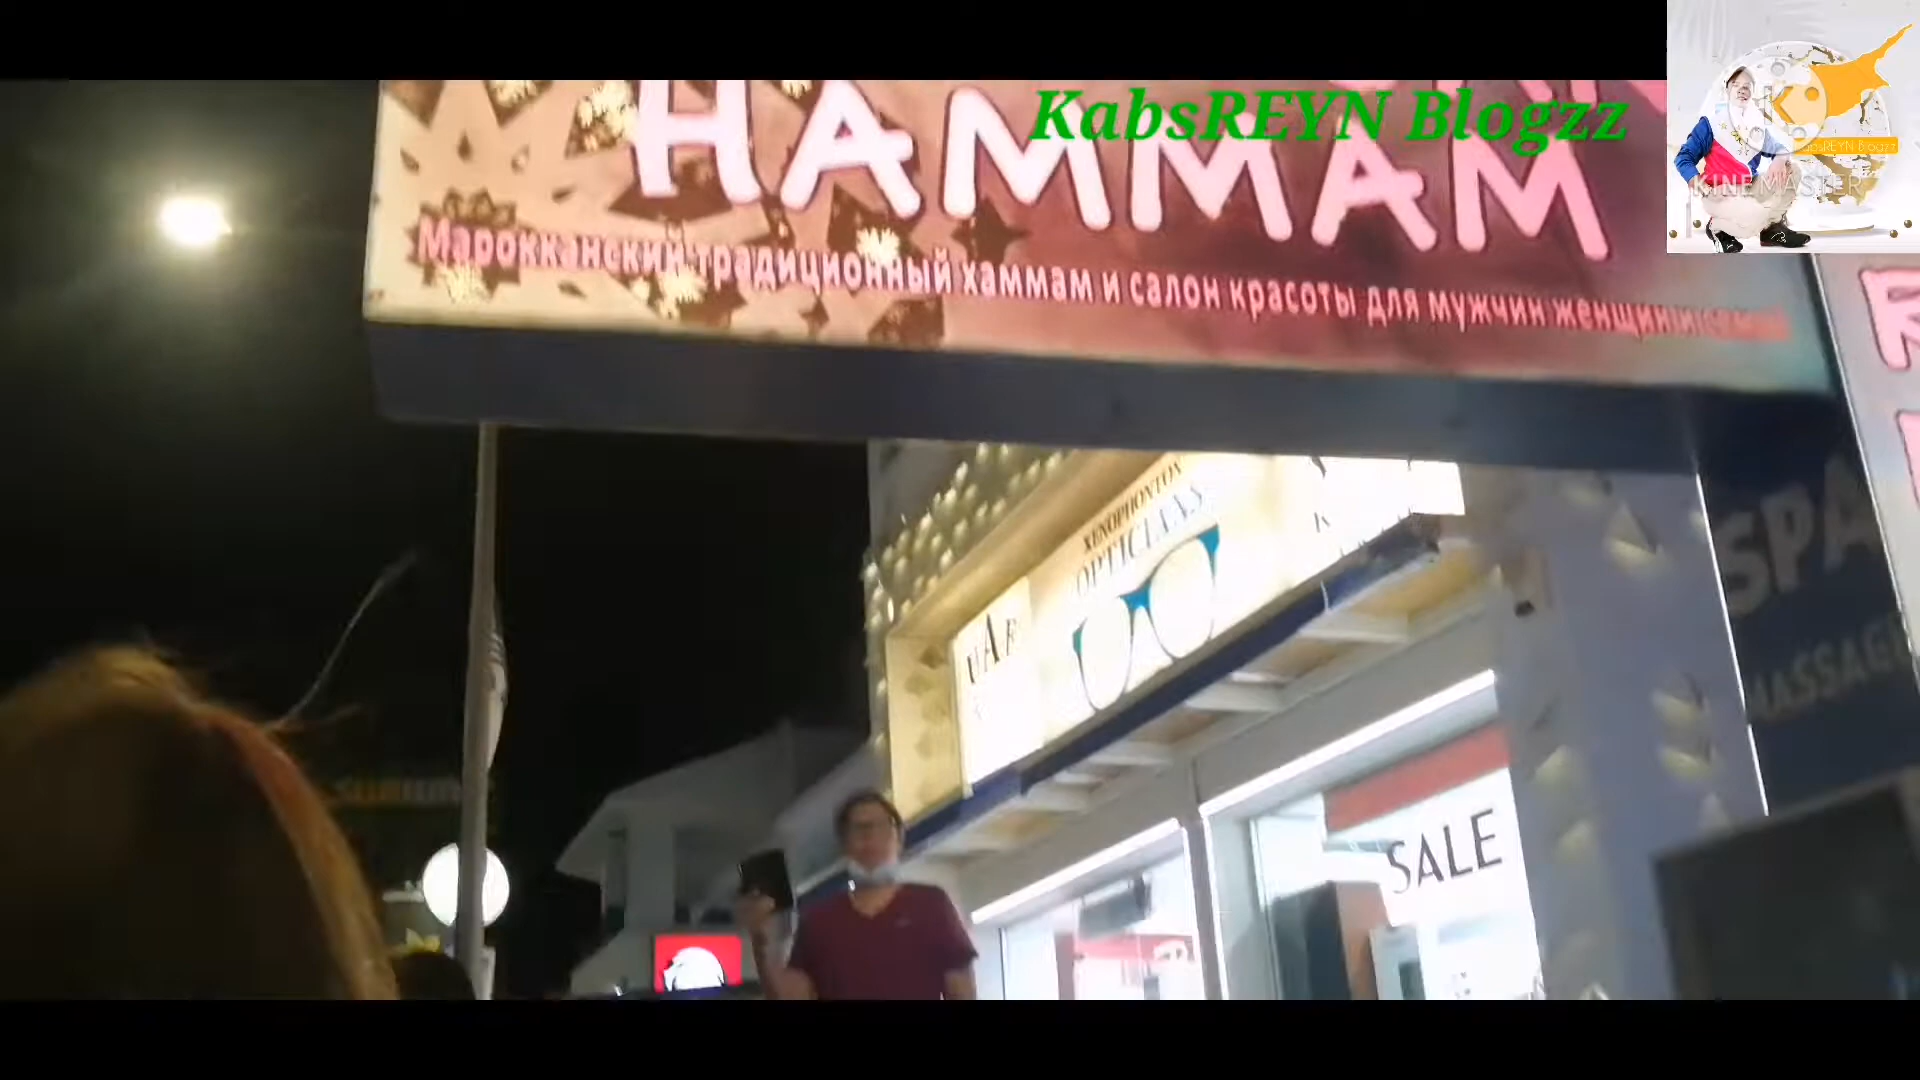 HAMMAM
KabsREYN Blogzz
KINEMASTER
Марокканский традиционный хаммам и салон красоты для мужчин женщин и
XENOPHONTOS
OPTICIANS
SPA
MASSAGE
SALE